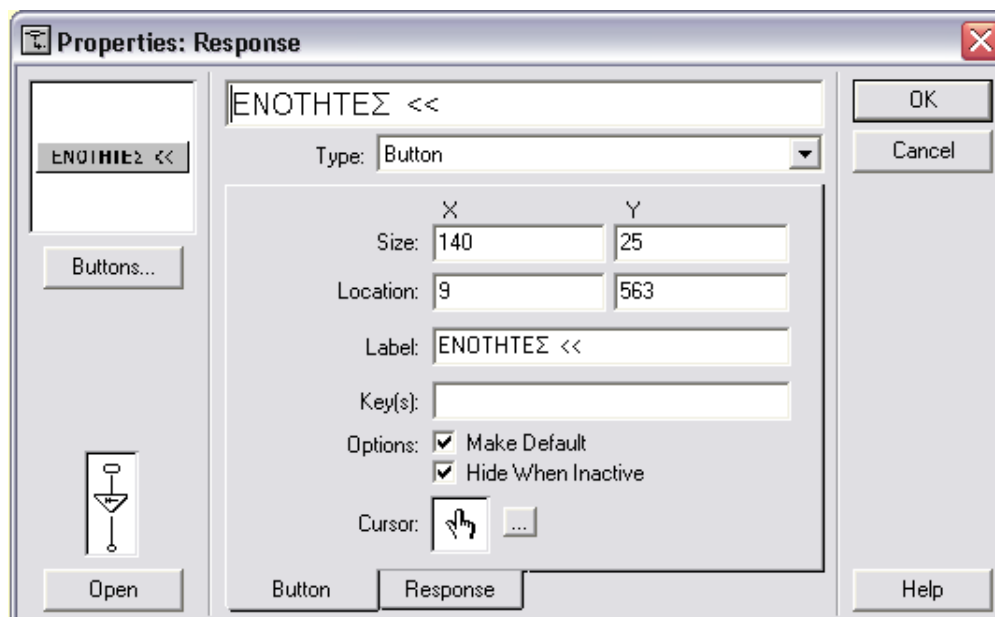 Properties: Response
ΕΝΟΤΗΤΕΣ <<
OK
Type: Button
Cancel
ΕΝΟΤΗΤΕΣ <<
Buttons...
X Y
Size: 140 25
Location: 9 563
Label: ΕΝΟΤΗΤΕΣ <<
Key(s):
Options: Make Default
Hide When Inactive
Cursor: ...
Open
Button Response
Help